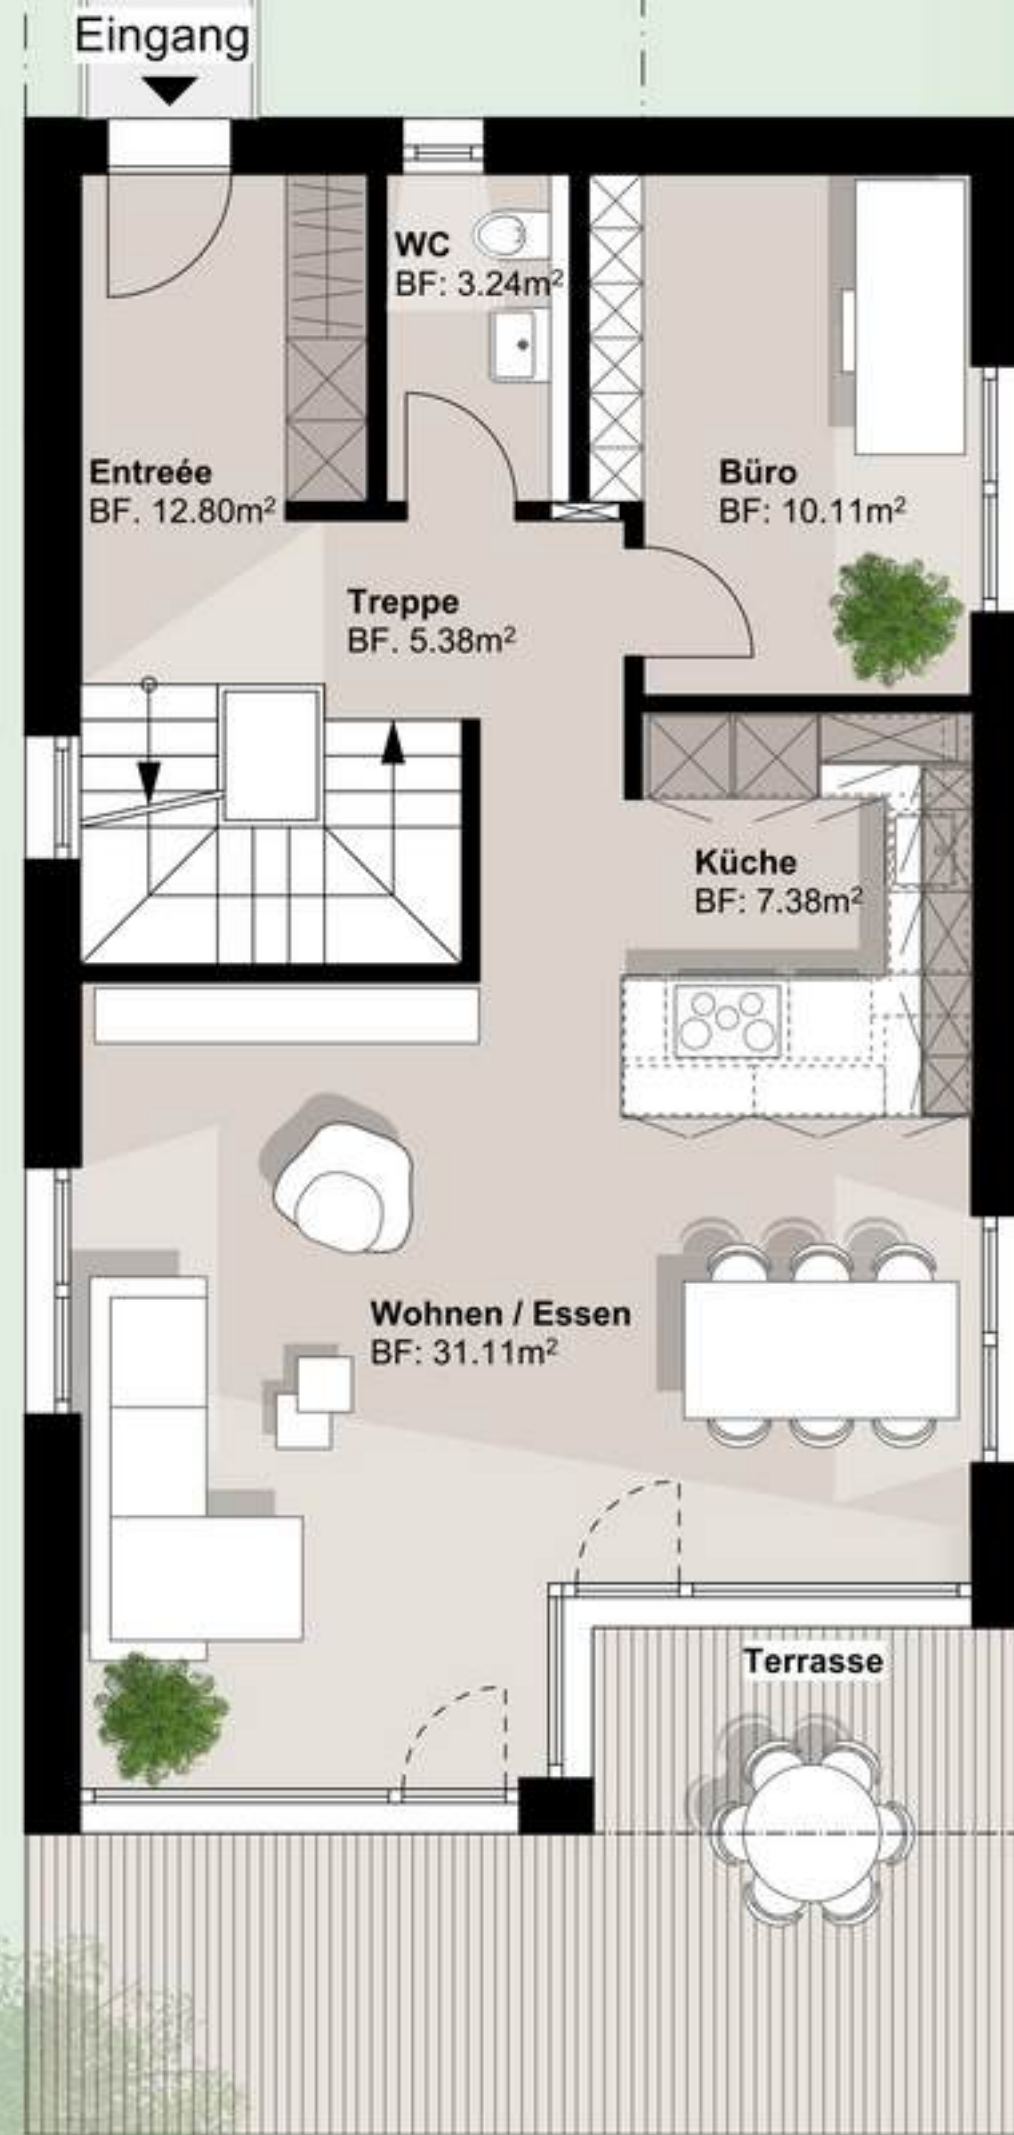 Eingang
WC
BF: 3.24m²
Entreée
BF. 12.80m²
Büro
BF: 10.11m²
Treppe
BF. 5.38m²
Küche
BF: 7.38m²
Wohnen / Essen
BF: 31.11m²
Terrasse